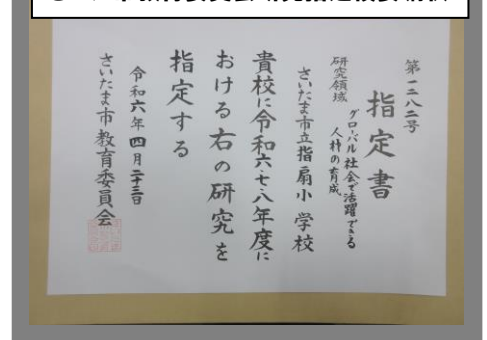 第一二八二号
指定書
研究領域
グローバル社会で活躍できる
人材の育成
さいたま市立指扇小学校
貴校に令和六・七・八年度に
おける右の研究を
指定する
令和六年四月二十三日
さいたま市教育委員会